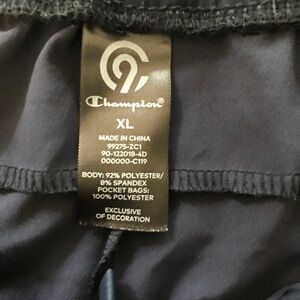 C9
Champion®
XL
MADE IN CHINA
99275-ZC1
90-122018-4D
000000-C119
BODY: 92% POLYESTER/
8% SPANDEX
POCKET BAGS:
100% POLYESTER
EXCLUSIVE
OF DECORATION